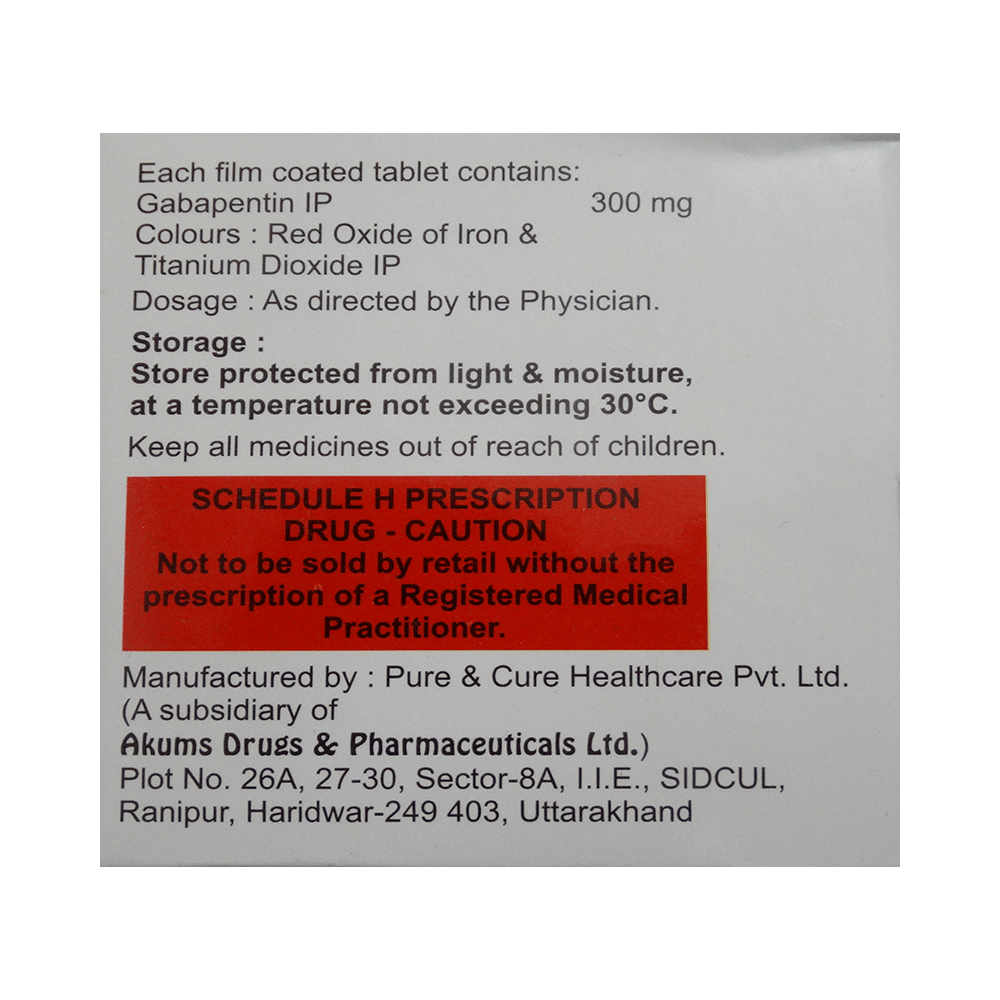 Each film coated tablet contains:
Gabapentin IP 300 mg
Colours : Red Oxide of Iron &
Titanium Dioxide IP
Dosage : As directed by the Physician.
Storage :
Store protected from light & moisture,
at a temperature not exceeding 30°C.
Keep all medicines out of reach of children.
SCHEDULE H PRESCRIPTION
DRUG - CAUTION
Not to be sold by retail without the
prescription of a Registered Medical
Practitioner.
Manufactured by : Pure & Cure Healthcare Pvt. Ltd.
(A subsidiary of
Akums Drugs & Pharmaceuticals Ltd.)
Plot No. 26A, 27-30, Sector-8A, I.I.E., SIDCUL,
Ranipur, Haridwar-249 403, Uttarakhand